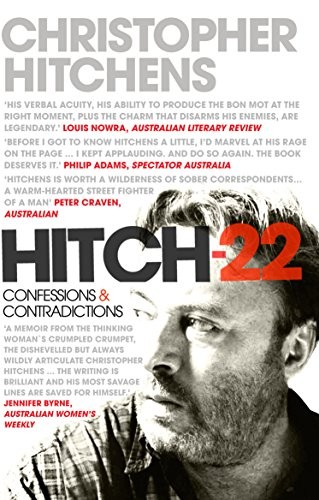 CHRISTOPHER
HITCHENS
‘HIS VERBAL ACUITY, HIS ABILITY TO PRODUCE THE BON MOT AT THE
RIGHT MOMENT, PLUS THE CHARM THAT DISARMS HIS ENEMIES, ARE
LEGENDARY.’ LOUIS NOWRA, AUSTRALIAN LITERARY REVIEW
‘BEFORE I GOT TO KNOW HITCHENS A LITTLE, I’D MARVEL AT HIS RAGE
ON THE PAGE ... I KEPT APPLAUDING. AND DO SO AGAIN. THE BOOK
DESERVES IT.’ PHILIP ADAMS, SPECTATOR AUSTRALIA
‘HITCHENS IS WORTH A WILDERNESS OF SOBER CORRESPONDENTS...
A WARM-HEARTED STREET FIGHTER
OF A MAN’ PETER CRAVEN,
AUSTRALIAN
HITCH-22
CONFESSIONS &
CONTRADICTIONS
‘A MEMOIR FROM THE THINKING
WOMAN’S CRUMPLED CRUMPET,
THE DISHEVELLED BUT ALWAYS
WILDLY ARTICULATE CHRISTOPHER
HITCHENS ... THE WRITING IS
BRILLIANT AND HIS MOST SAVAGE
LINES ARE SAVED FOR HIMSELF.’
JENNIFER BYRNE,
AUSTRALIAN WOMEN’S
WEEKLY